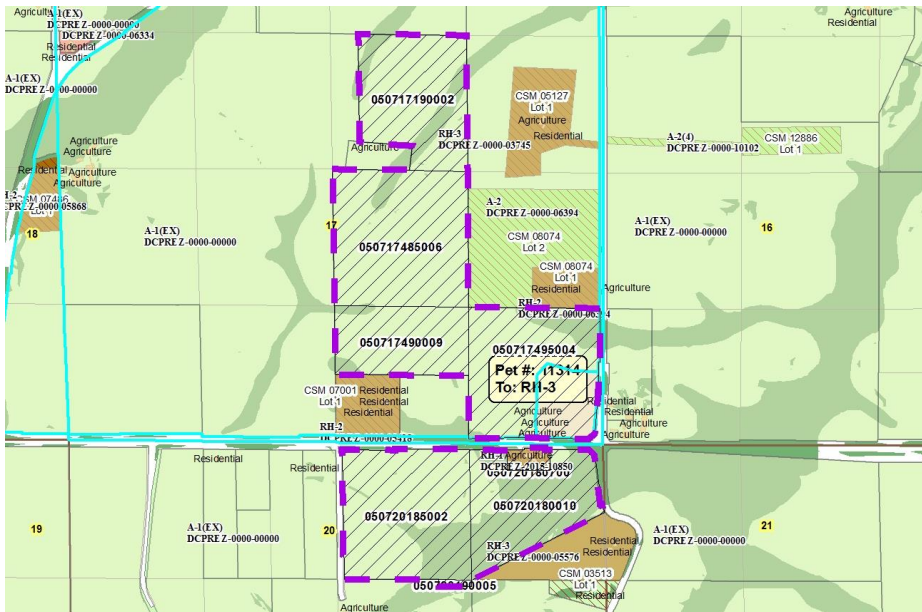 Agriculture
Residential
A-1(EX)
DCPREZ-0000-00000
DCPREZ-0000-06334
Residential
Residential
A-1(EX)
DCPREZ-0000-00000
050717190002
CSM 05127
Lot 1
Agriculture
Residential
RH-3
DCPREZ-0000-03745
Agriculture
A-2(4)
DCPREZ-0000-10102
CSM 12886
Lot 1
Agriculture
Agriculture
Residential
Agriculture
Agriculture
CSM 07486
18
A-1(EX)
DCPREZ-0000-00000
17
050717485006
A-2
DCPREZ-0000-06394
CSM 08074
Lot 2
CSM 08074
Lot 1
Residential
Agriculture
A-1(EX)
DCPREZ-0000-00000
16
RH-2
050717490009
050717495004
Pet #: 11314
To: RH-3
CSM 07001
Lot 1
Residential
Residential
Residential
Agriculture
Agriculture
Agriculture
Residential
Residential
Agriculture
RH-2
Residential
Residential
Agriculture
DCPREZ-2015-10850
050720185002
050720180010
19
A-1(EX)
DCPREZ-0000-00000
20
RH-3
DCPREZ-0000-05576
Residential
Residential
A-1(EX)
DCPREZ-0000-00000
21
CSM 03513
Lot 1
Residential
Agriculture